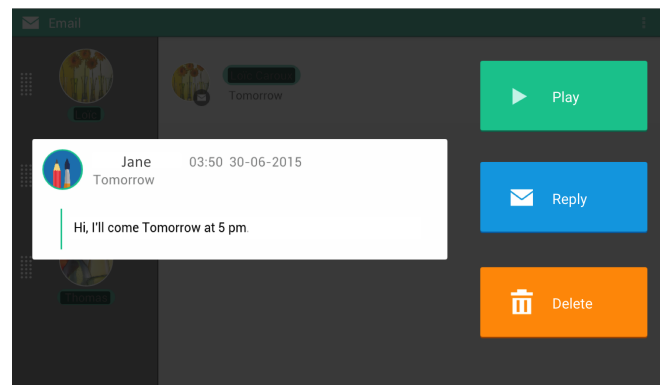 Email
Tomorrow
Play
Jane 03:50 30-06-2015
Tomorrow
Reply
Hi, I'll come Tomorrow at 5 pm.
Thomas
Delete